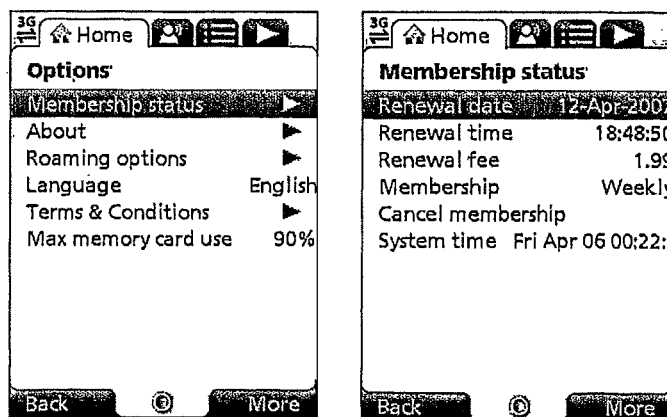 3G
Home
Options
Membership status
About
Roaming options
Language English
Terms & Conditions
Max memory card use 90%
Back More
3G
Home
Membership status
Renewal date 12-Apr-200
Renewal time 18:48:50
Renewal fee 1.99
Membership Weekly
Cancel membership
System time Fri Apr 06 00:22:
Back More